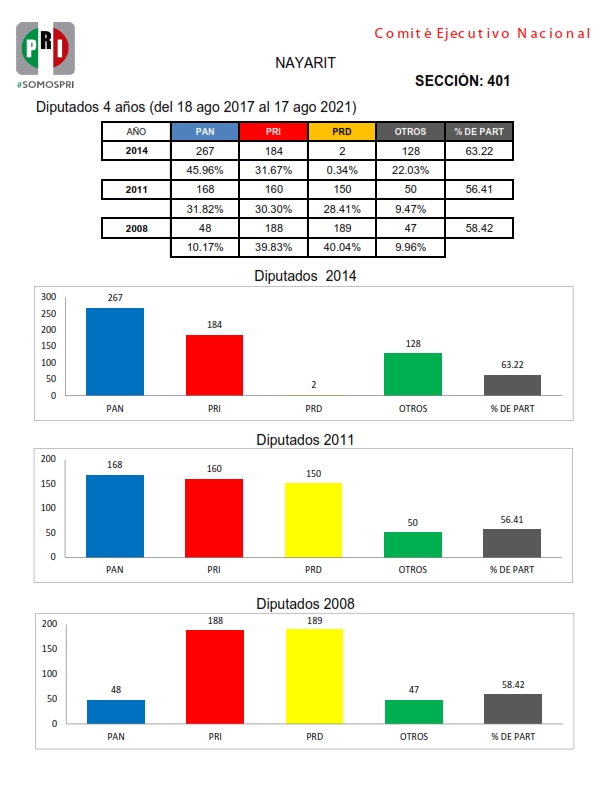 PRI
#SOMOSPRI
Comité Ejecutivo Nacional
NAYARIT
SECCIÓN: 401
Diputados 4 años (del 18 ago 2017 al 17 ago 2021)
AÑO PAN PRI PRD OTROS % DE PART
2014 267 184 2 128 63.22
45.96% 31.67% 0.34% 22.03%
2011 168 160 150 50 56.41
31.82% 30.30% 28.41% 9.47%
2008 48 188 189 47 58.42
10.17% 39.83% 40.04% 9.96%
Diputados 2014
300
250
200
150
100
50
0
267
184
2
128
63.22
PAN PRI PRD OTROS % DE PART
Diputados 2011
200
150
100
50
0
168
160
150
50
56.41
PAN PRI PRD OTROS % DE PART
Diputados 2008
200
150
100
50
0
48
188
189
47
58.42
PAN PRI PRD OTROS % DE PART